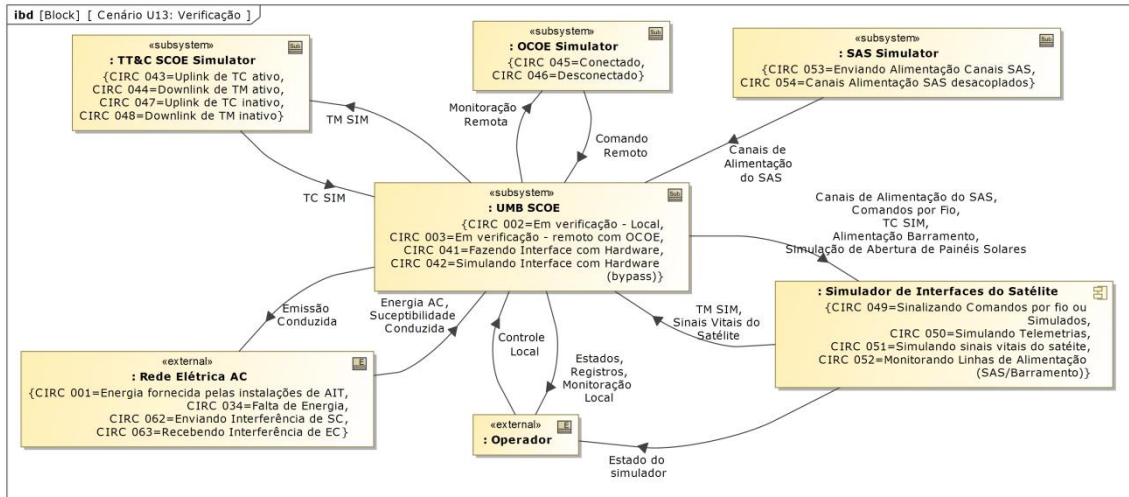 ibd [Block] [ Cenário U13: Verificação ]
«subsystem»
: TT&C SCOE Simulator
{CIRC 043=Uplink de TC ativo,
CIRC 044=Downlink de TM ativo,
CIRC 047=Uplink de TC inativo,
CIRC 048=Downlink de TM inativo}
Sub
«subsystem»
: OCOE Simulator
{CIRC 045=Conectado,
CIRC 046=Desconectado}
Sub
«subsystem»
: SAS Simulator
{CIRC 053=Enviando Alimentação Canais SAS,
CIRC 054=Canais Alimentação SAS desacoplados}
Sub
TM SIM
TC SIM
Monitoração
Remota
Comando
Remoto
Canais de
Alimentação
do SAS
«subsystem»
: UMB SCOE
{CIRC 002=Em verificação - Local,
CIRC 003=Em verificação - remoto com OCOE,
CIRC 041=Fazendo Interface com Hardware,
CIRC 042=Simulando Interface com Hardware
(bypass)}
Sub
Canais de Alimentação do SAS,
Comandos por Fio,
TC SIM,
Alimentação Barramento,
Simulação de Abertura de Painéis Solares
: Simulador de Interfaces do Satélite
{CIRC 049=Sinalizando Comandos por fio ou
Simulados,
CIRC 050=Simulando Telemetrias,
CIRC 051=Simulando sinais vitais do satéite,
CIRC 052=Monitorando Linhas de Alimentação
(SAS/Barramento)}
TM SIM,
Sinais Vitais do
Satélite
Emissão
Conduzida
Energia AC,
Suceptibilidade
Conduzida
Controle
Local
Estados,
Registros,
Monitoração
Local
«external»
: Rede Elétrica AC
{CIRC 001=Energia fornecida pelas instalações de AIT,
CIRC 034=Falta de Energia,
CIRC 062=Enviando Interferência de SC,
CIRC 063=Recebendo Interferência de EC}
E
«external»
: Operador
E
Estado do
simulador